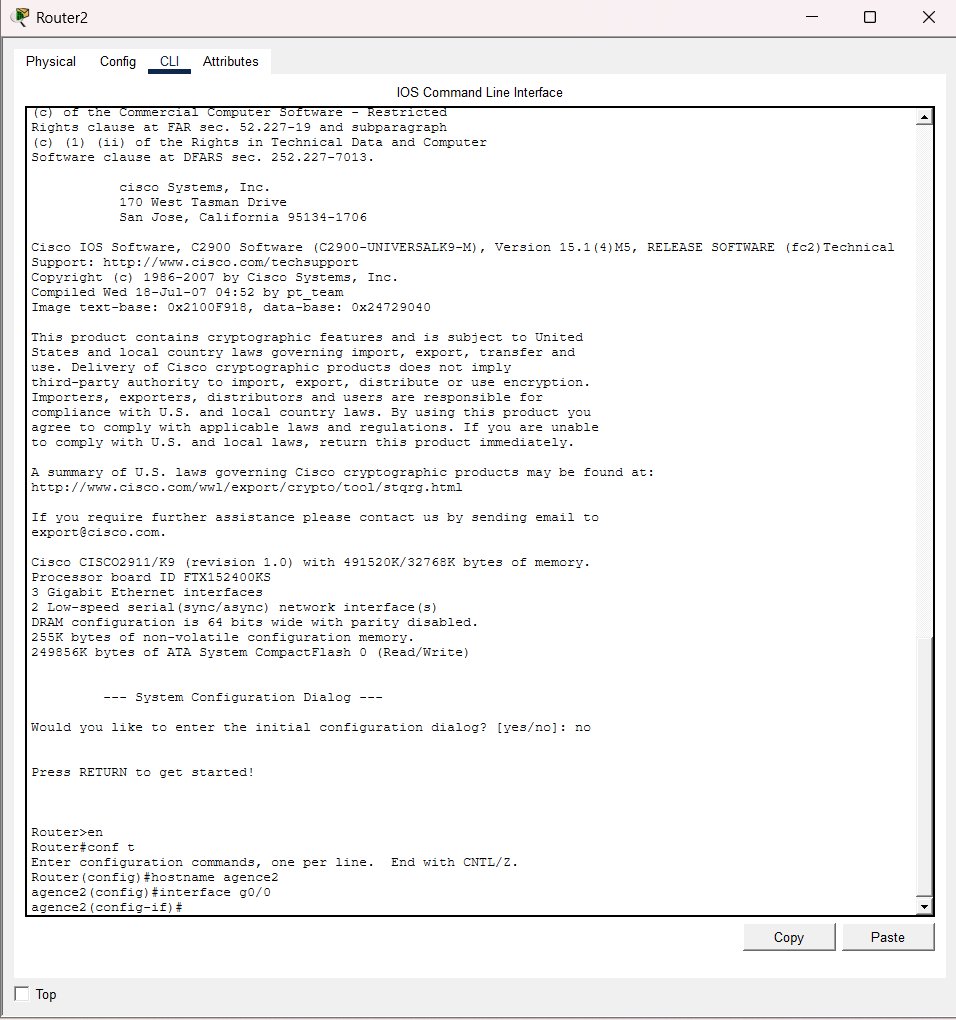 Router2
Physical Config CLI Attributes
IOS Command Line Interface
(c) of the Commercial Computer Software - Restricted
Rights clause at FAR sec. 52.227-19 and subparagraph
(c) (1) (ii) of the Rights in Technical Data and Computer
Software clause at DFARS sec. 252.227-7013.
cisco Systems, Inc.
170 West Tasman Drive
San Jose, California 95134-1706
Cisco IOS Software, C2900 Software (C2900-UNIVERSALK9-M), Version 15.1(4)M5, RELEASE SOFTWARE (fc2)Technical
Support: http://www.cisco.com/techsupport
Copyright (c) 1986-2007 by Cisco Systems, Inc.
Compiled Wed 18-Jul-07 04:52 by pt_team
Image text-base: 0x2100F918, data-base: 0x24729040
This product contains cryptographic features and is subject to United
States and local country laws governing import, export, transfer and
use. Delivery of Cisco cryptographic products does not imply
third-party authority to import, export, distribute or use encryption.
Importers, exporters, distributors and users are responsible for
compliance with U.S. and local country laws. By using this product you
agree to comply with applicable laws and regulations. If you are unable
to comply with U.S. and local laws, return this product immediately.
A summary of U.S. laws governing Cisco cryptographic products may be found at:
http://www.cisco.com/wwl/export/crypto/tool/stqrg.html
If you require further assistance please contact us by sending email to
export@cisco.com.
Cisco CISCO2911/K9 (revision 1.0) with 491520K/32768K bytes of memory.
Processor board ID FTX152400KS
3 Gigabit Ethernet interfaces
2 Low-speed serial(sync/async) network interface(s)
DRAM configuration is 64 bits wide with parity disabled.
255K bytes of non-volatile configuration memory.
249856K bytes of ATA System CompactFlash 0 (Read/Write)
--- System Configuration Dialog ---
Would you like to enter the initial configuration dialog? [yes/no]: no
Press RETURN to get started!
Router>en
Router#conf t
Enter configuration commands, one per line. End with CNTL/Z.
Router(config)#hostname agence2
agence2(config)#interface g0/0
agence2(config-if)#
Copy Paste
Top